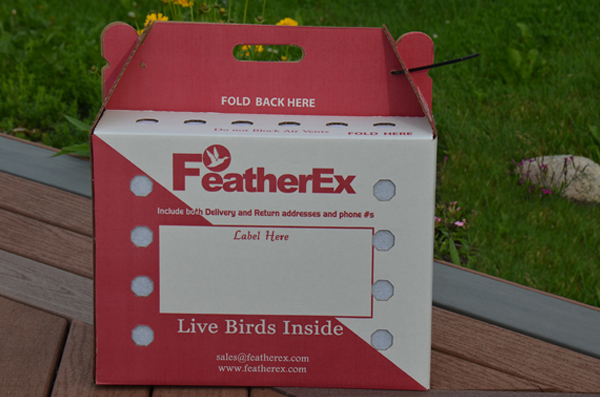 FOLD BACK HERE
Do not Block Air Vents
FOLD HERE
FeatherEx
Include both Delivery and Return addresses and phone #s
Label Here
Live Birds Inside
sales@featherex.com
www.featherex.com